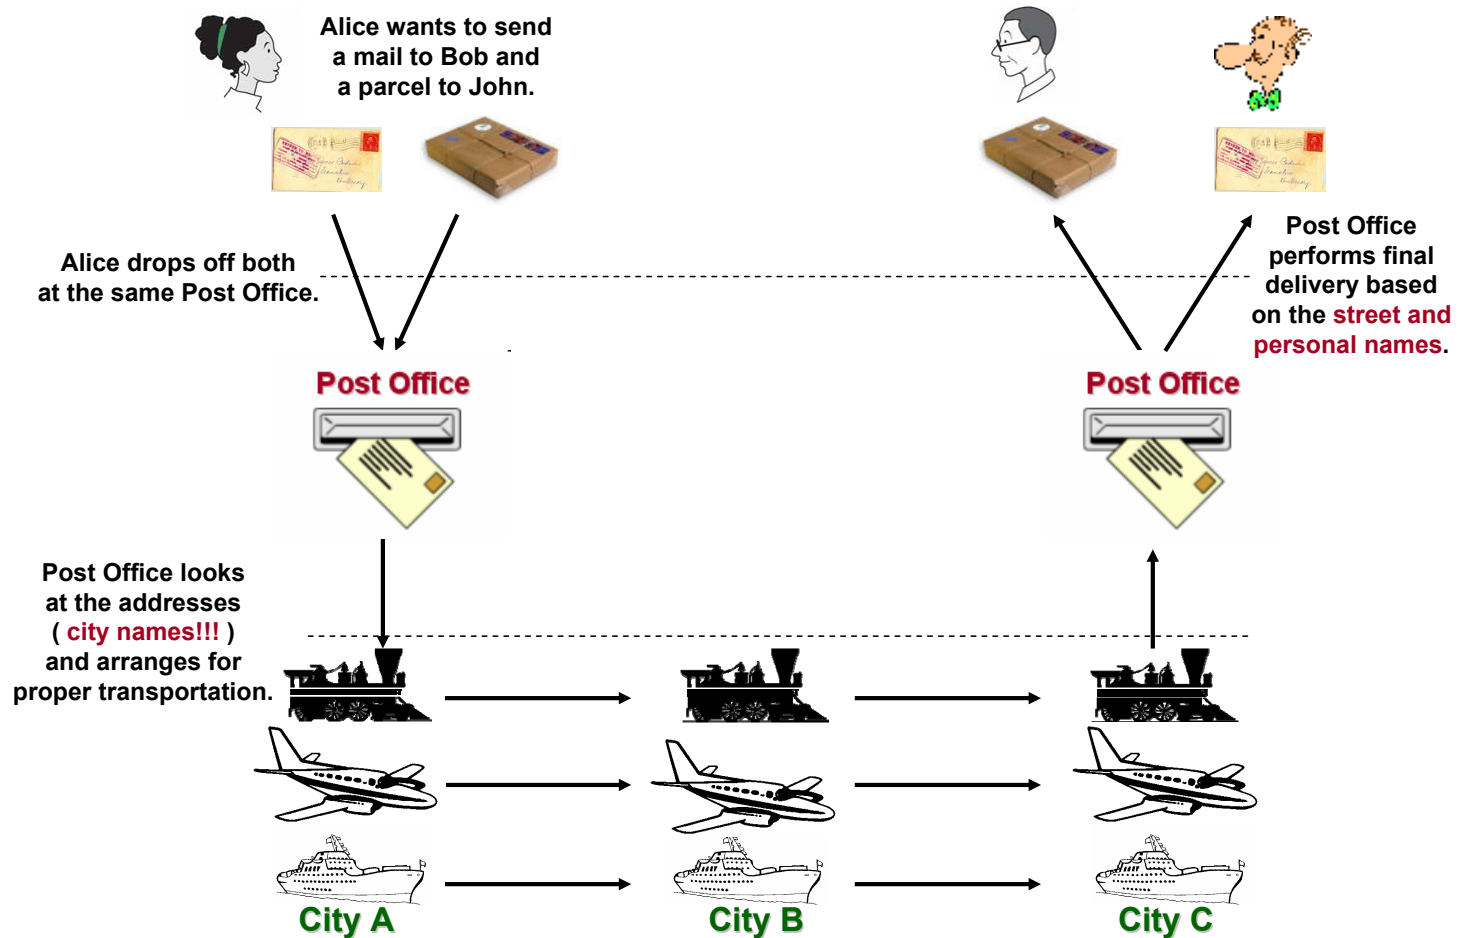 Alice wants to send
a mail to Bob and
a parcel to John.
Alice drops off both
at the same Post Office.
Post Office
performs final
delivery based
on the street and
personal names.
Post Office
Post Office
Post Office looks
at the addresses
( city names!!! )
and arranges for
proper transportation.
City A
City B
City C